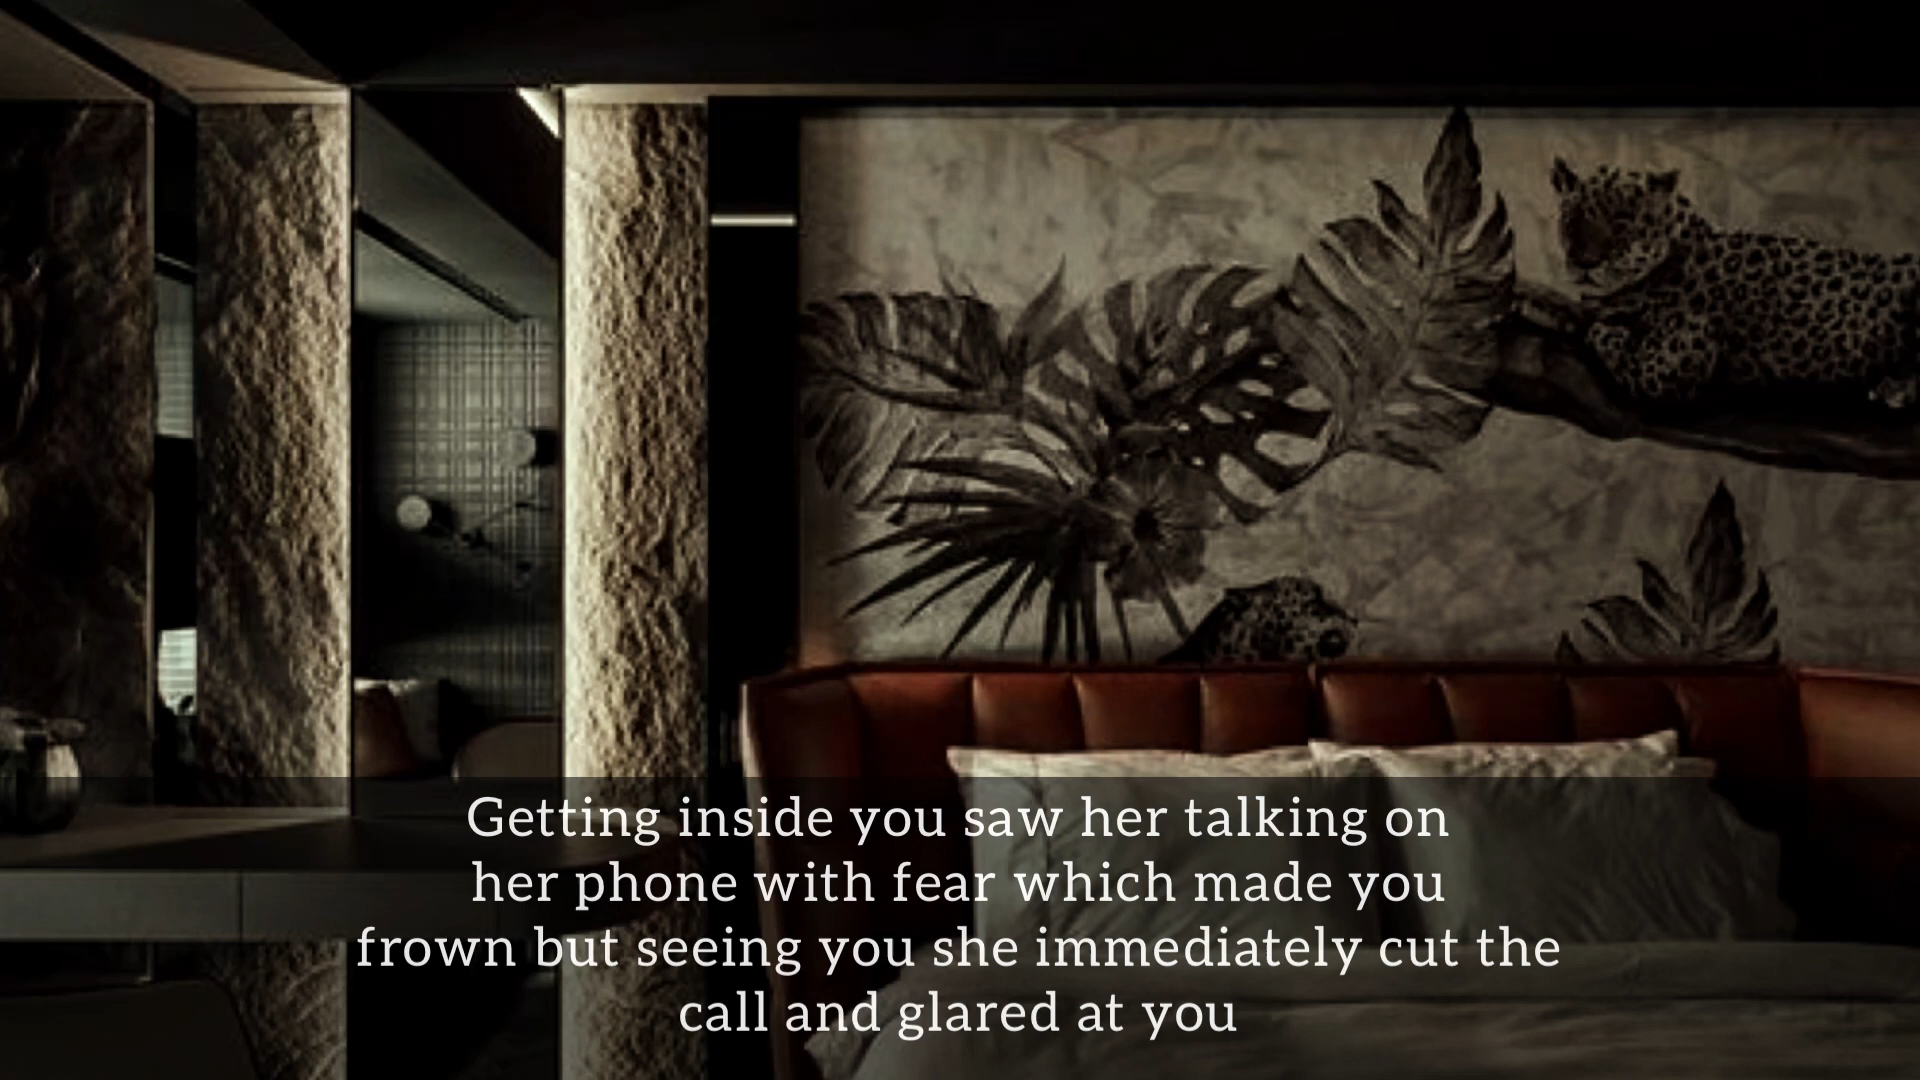 Getting inside you saw her talking on
her phone with fear which made you
frown but seeing you she immediately cut the
call and glared at you